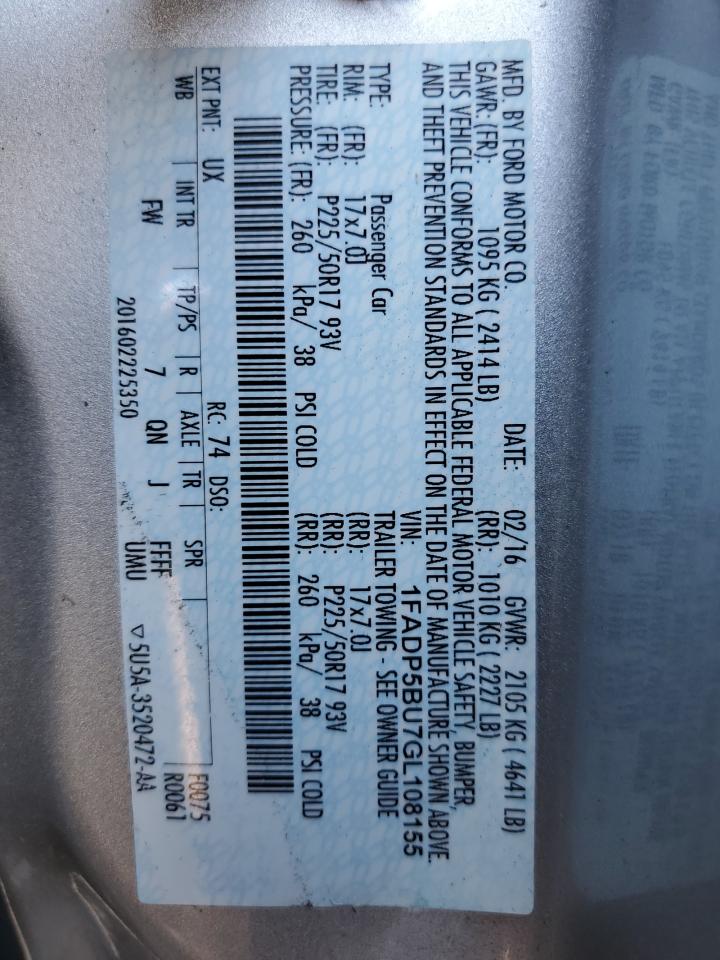 MFD. BY FORD MOTOR CO.
DATE: 02/16 GVWR: 2105 KG ( 4641 LB)
GAWR: (FR): 1095 KG ( 2414 LB) (RR): 1010 KG ( 2227 LB)
THIS VEHICLE CONFORMS TO ALL APPLICABLE FEDERAL MOTOR VEHICLE SAFETY, BUMPER,
AND THEFT PREVENTION STANDARDS IN EFFECT ON THE DATE OF MANUFACTURE SHOWN ABOVE.
VIN: 1FADP5BU7GL108155
TYPE: Passenger Car TRAILER TOWING - SEE OWNER GUIDE
RIM: (FR): 17x7.0J (RR): 17x7.0J
TIRE: (FR): P225/50R17 93V (RR): P225/50R17 93V
PRESSURE: (FR): 260 kPa/ 38 PSI COLD (RR): 260 kPa/ 38 PSI COLD
EXT PNT: UX RC: 74 DSO: F0075
WB INT TR TP/PS R AXLE TR SPR R0061
FW 7 QN J FFFF
201602225350 UMU ▽5U5A-3520472-AA